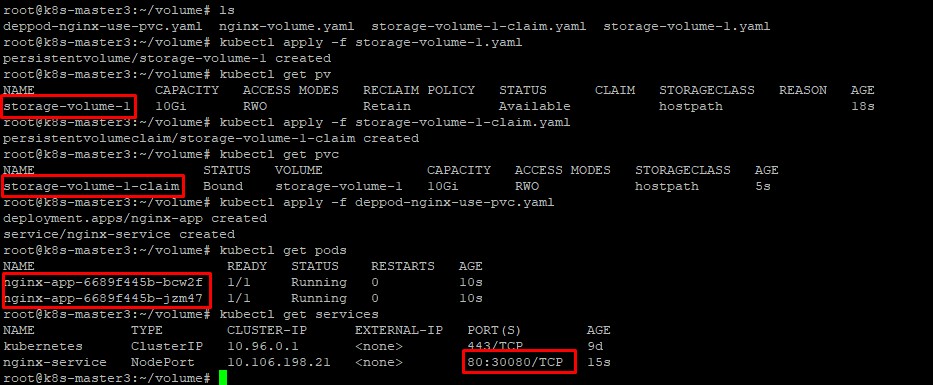 root@k8s-master3:~/volume# ls
deppod-nginx-use-pvc.yaml  nginx-volume.yaml  storage-volume-1-claim.yaml  storage-volume-1.yaml
root@k8s-master3:~/volume# kubectl apply -f storage-volume-1.yaml
persistentvolume/storage-volume-1 created
root@k8s-master3:~/volume# kubectl get pv
NAME               CAPACITY   ACCESS MODES   RECLAIM POLICY   STATUS      CLAIM   STORAGECLASS   REASON   AGE
storage-volume-1   10Gi       RWO            Retain           Available           hostpath                18s
root@k8s-master3:~/volume# kubectl apply -f storage-volume-1-claim.yaml
persistentvolumeclaim/storage-volume-1-claim created
root@k8s-master3:~/volume# kubectl get pvc
NAME                     STATUS   VOLUME             CAPACITY   ACCESS MODES   STORAGECLASS   AGE
storage-volume-1-claim   Bound    storage-volume-1   10Gi       RWO            hostpath       5s
root@k8s-master3:~/volume# kubectl apply -f deppod-nginx-use-pvc.yaml
deployment.apps/nginx-app created
service/nginx-service created
root@k8s-master3:~/volume# kubectl get pods
NAME                         READY   STATUS    RESTARTS   AGE
nginx-app-6689f445b-bcw2f   1/1     Running   0          10s
nginx-app-6689f445b-jzm47   1/1     Running   0          10s
root@k8s-master3:~/volume# kubectl get services
NAME            TYPE        CLUSTER-IP      EXTERNAL-IP   PORT(S)        AGE
kubernetes      ClusterIP   10.96.0.1       <none>        443/TCP        9d
nginx-service   NodePort    10.106.198.21   <none>        80:30080/TCP   15s
root@k8s-master3:~/volume#